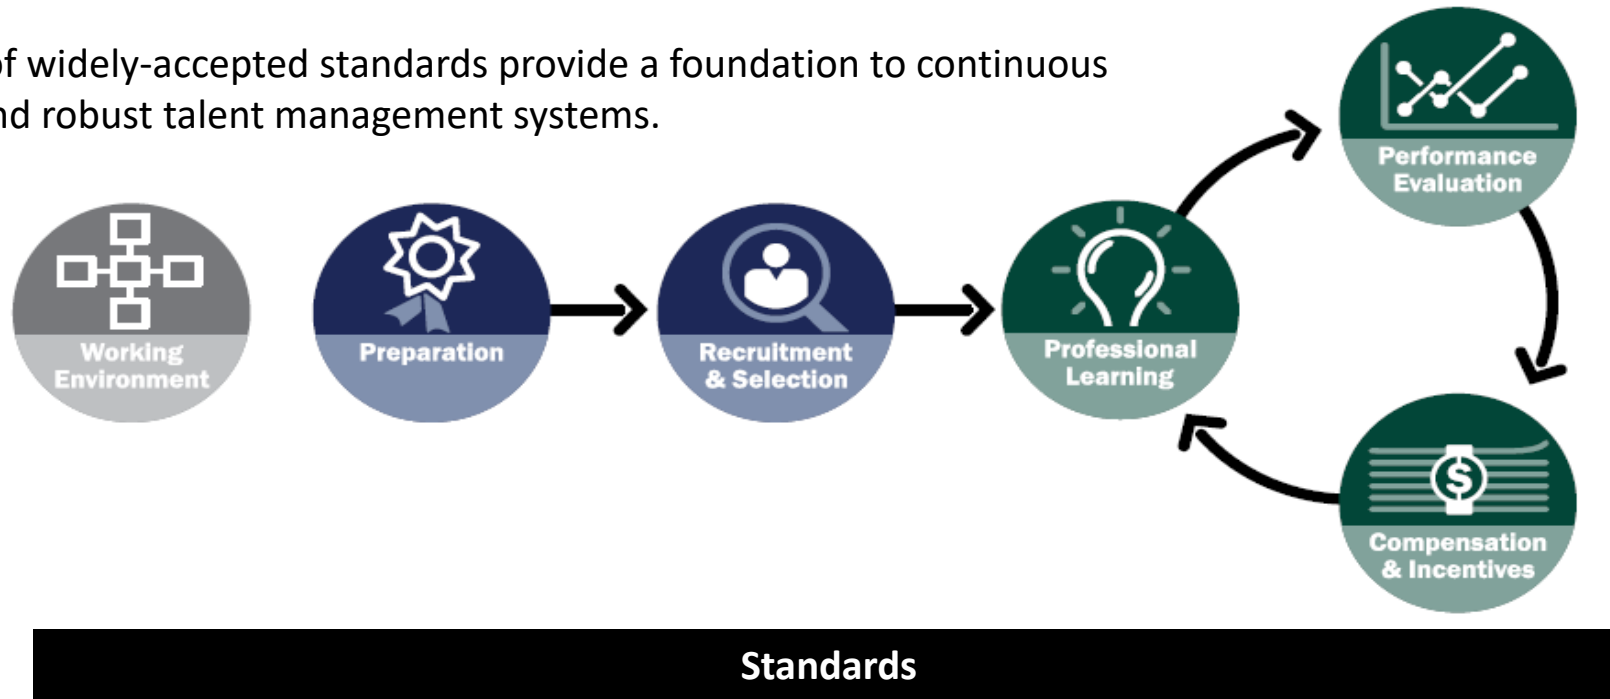 of widely-accepted standards provide a foundation to continuous
nd robust talent management systems.
Performance
Evaluation
Working
Environment
Preparation
Recruitment
& Selection
Professional
Learning
$
Compensation
& Incentives
Standards